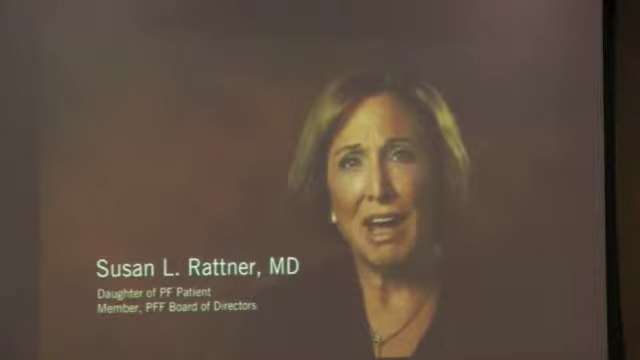 Susan L. Rattner, MD
Daughter of PF Patient
Member, PFF Board of Directors